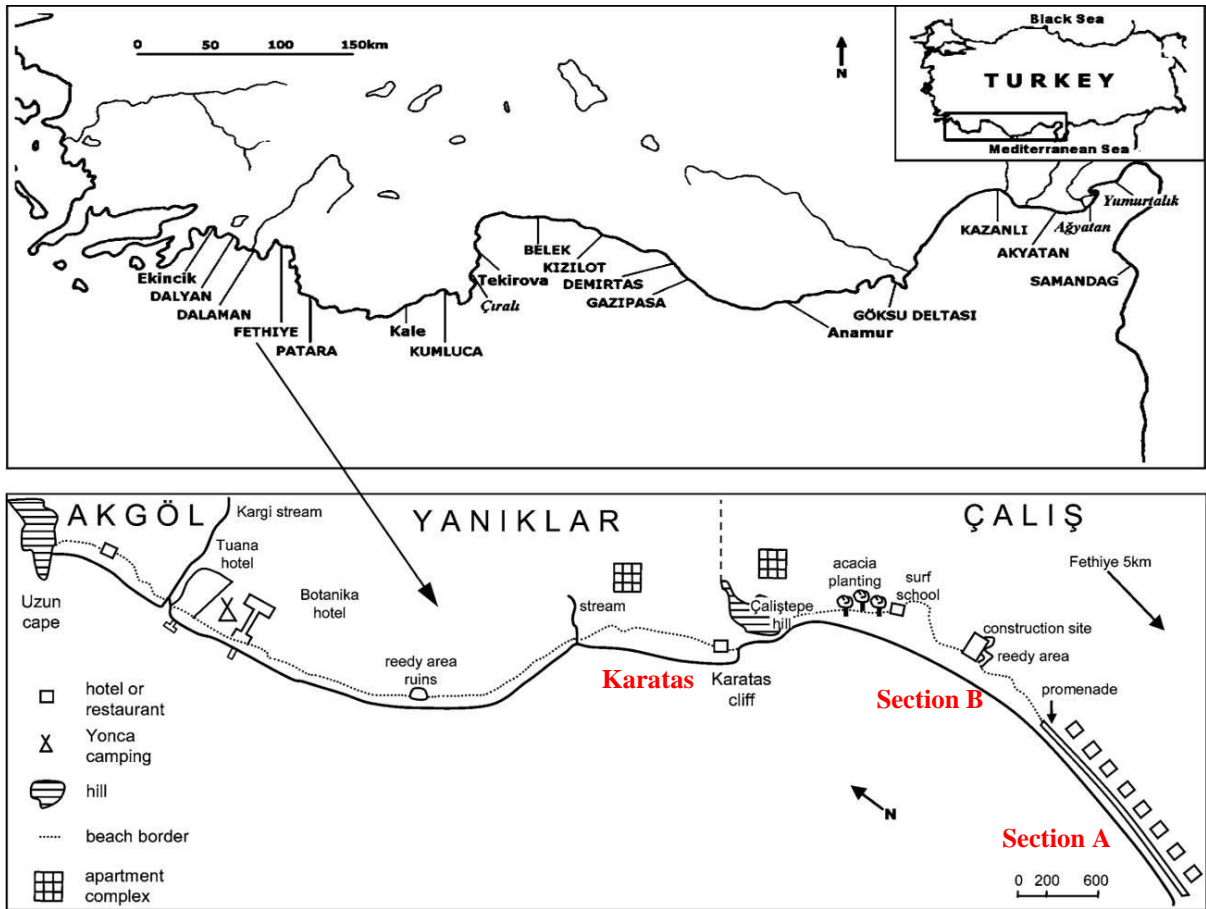 0 50 100 150km
N
Black Sea
TURKEY
Mediterranean Sea
Ekincik
DALYAN
DALAMAN
FETHIYE
PATARA
Kale
KUMLUCA
Tekirova
Çıralı
BELEK
KIZILOT
DEMIRTAS
GAZIPASA
Anamur
GÖKSU DELTASI
KAZANLI
AKYATAN
Ağyatan
Yumurtalık
SAMANDAG
AKGÖL
YANIKLAR
ÇALIŞ
Kargi stream
Tuana
hotel
Botanika
hotel
Uzun
cape
reedy area
ruins
stream
Karatas
Karatas
cliff
Çaliştepe
hill
acacia
planting
surf
school
Fethiye 5km
construction site
reedy area
promenade
Section B
Section A
N
0 200 600
hotel or
restaurant
Yonca
camping
hill
beach border
apartment
complex